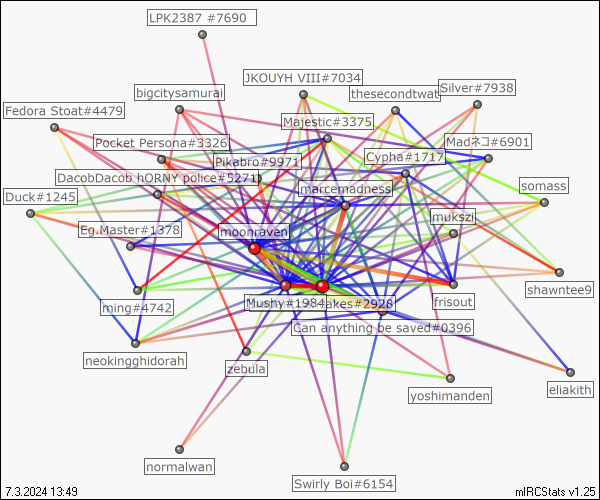 LPK2387 #7690
JKOUYH VIII#7034
bigcitysamurai
thesecondtwat
Silver#7938
Fedora Stoat#4479
Majestic#3375
Pocket Persona#3326
Madネコ#6901
Pikabro#9971
Cypha#1717
DacobDacob hORNY police#5271
marcemadness
Duck#1245
somass
mukszi
Eg.Master#1378
moonraven
shawntee9
ming#4742
Mushy#1984
akes#2928
frisout
Can anything be saved#0396
neokingghidorah
zebula
eliakith
yoshimanden
normalwan
Swirly Boi#6154
7.3.2024 13:49
mIRCStats v1.25